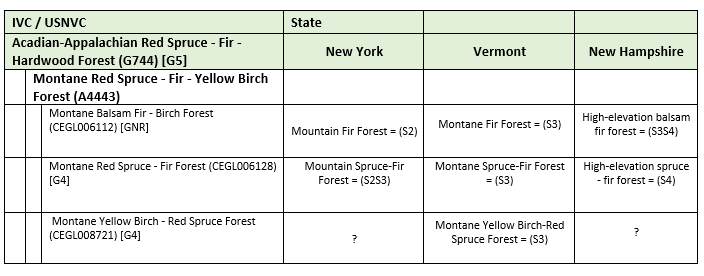 IVC / USNVC
State
Acadian-Appalachian Red Spruce - Fir -
Hardwood Forest (G744) [G5]
New York
Vermont
New Hampshire
Montane Red Spruce - Fir - Yellow Birch
Forest (A4443)
Montane Balsam Fir - Birch Forest
(CEGL006112) [GNR]
Mountain Fir Forest = (S2)
Montane Fir Forest = (S3)
High-elevation balsam
fir forest = (S3S4)
Montane Red Spruce - Fir Forest (CEGL006128)
[G4]
Mountain Spruce-Fir
Forest = (S2S3)
Montane Spruce-Fir Forest
= (S3)
High-elevation spruce
- fir forest = (S4)
Montane Yellow Birch - Red Spruce Forest
(CEGL008721) [G4]
?
Montane Yellow Birch-Red
Spruce Forest = (S3)
?